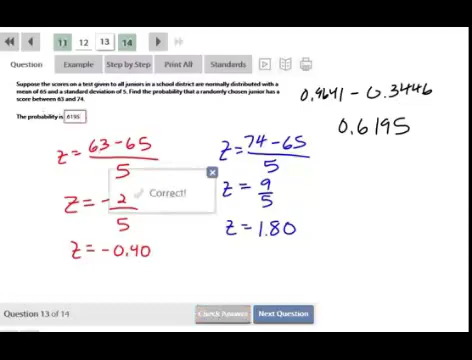 11 12 13 14
Question Example Step by Step Print All Standards
Suppose the scores on a test given to all juniors in a school district are normally distributed with a
mean of 65 and a standard deviation of 5. Find the probability that a randomly chosen junior has a
score between 63 and 74.
The probability is .6195
0.9641 - 0.3446
0.6195
z = 63-65 / 5
z = -2 / 5
z = -0.40
z = 74-65 / 5
z = 9 / 5
z = 1.80
Correct!
Question 13 of 14
Check Answer
Next Question